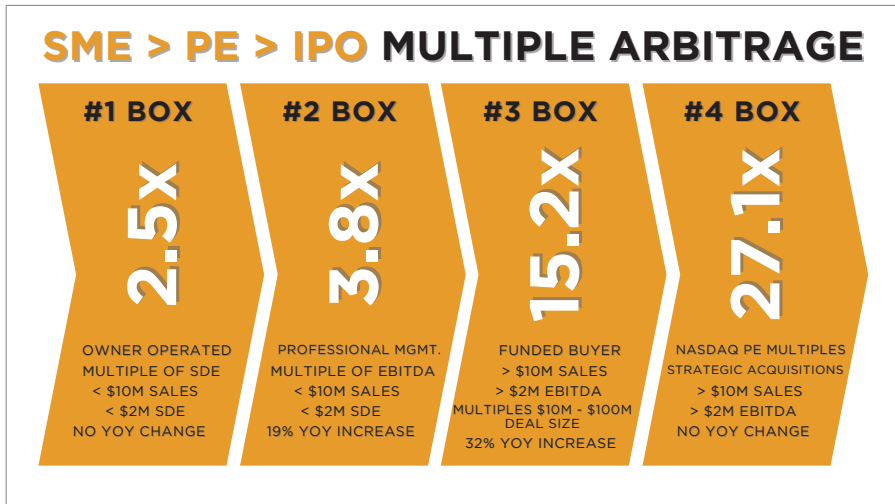 SME > PE > IPO MULTIPLE ARBITRAGE
#1 BOX
2.5x
OWNER OPERATED
MULTIPLE OF SDE
< $10M SALES
< $2M SDE
NO YOY CHANGE
#2 BOX
3.8x
PROFESSIONAL MGMT.
MULTIPLE OF EBITDA
< $10M SALES
< $2M SDE
19% YOY INCREASE
#3 BOX
15.2x
FUNDED BUYER
> $10M SALES
> $2M EBITDA
MULTIPLES $10M - $100M
DEAL SIZE
32% YOY INCREASE
#4 BOX
27.1x
NASDAQ PE MULTIPLES
STRATEGIC ACQUISITIONS
> $10M SALES
> $2M EBITDA
NO YOY CHANGE